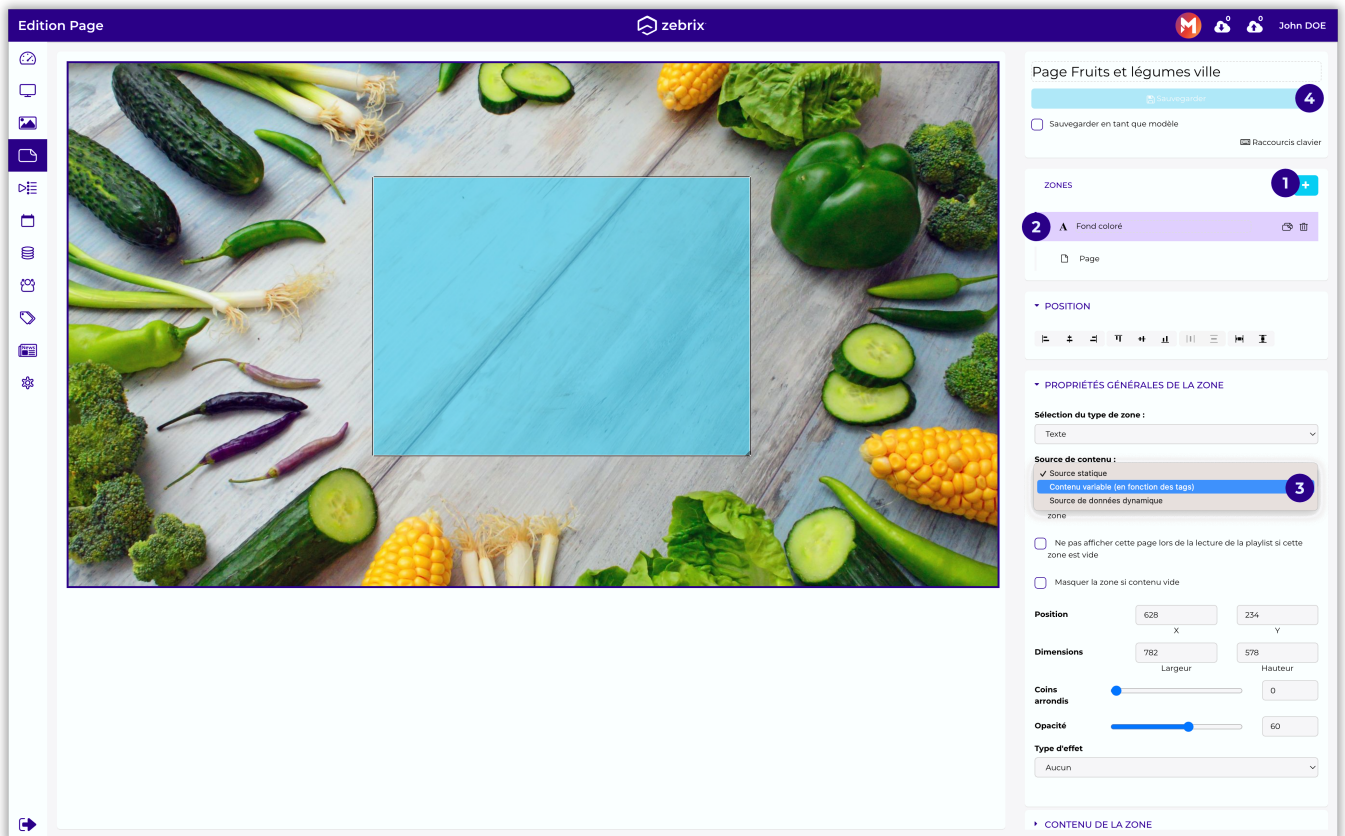 Edition Page
zebrix
M
0
0
John DOE
News
Page Fruits et légumes ville
Sauvegarder
4
Sauvegarder en tant que modèle
Raccourcis clavier
ZONES
1
+
2
A Fond coloré
Page
POSITION
PROPRIÉTÉS GÉNÉRALES DE LA ZONE
Sélection du type de zone :
Texte
Source de contenu :
✓ Source statique
Contenu variable (en fonction des tags)
3
Source de données dynamique
zone
Ne pas afficher cette page lors de la lecture de la playlist si cette
zone est vide
Masquer la zone si contenu vide
Position 628 234
X Y
Dimensions 782 578
Largeur Hauteur
Coins
arrondis
0
Opacité 60
Type d'effet
Aucun
CONTENU DE LA ZONE